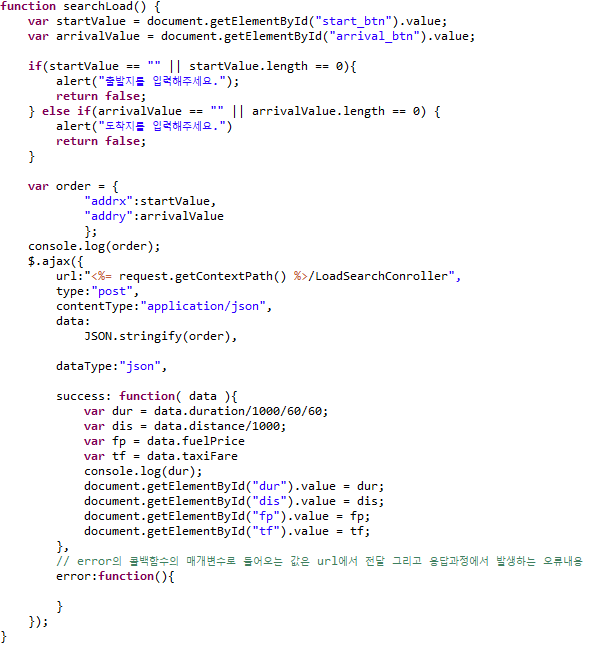 function searchLoad() {
    var startValue = document.getElementById("start_btn").value;
    var arrivalValue = document.getElementById("arrival_btn").value;

    if(startValue == "" || startValue.length == 0){
        alert("출발지를 입력해주세요.");
        return false;
    } else if(arrivalValue == "" || arrivalValue.length == 0) {
        alert("도착지를 입력해주세요.")
        return false;
    }

    var order = {
            "addrx":startValue,
            "addry":arrivalValue
            };
    console.log(order);
    $.ajax({
        url:"<%= request.getContextPath() %>/LoadSearchConroller",
        type:"post",
        contentType:"application/json",
        data:
            JSON.stringify(order),

        dataType:"json",

        success: function( data ){
            var dur = data.duration/1000/60/60;
            var dis = data.distance/1000;
            var fp = data.fuelPrice
            var tf = data.taxiFare
            console.log(dur);
            document.getElementById("dur").value = dur;
            document.getElementById("dis").value = dis;
            document.getElementById("fp").value = fp;
            document.getElementById("tf").value = tf;
        },
        // error의 콜백함수의 매개변수로 들어오는 값은 url에서 전달 그리고 응답과정에서 발생하는 오류내용
        error:function(){

        }
    });
}